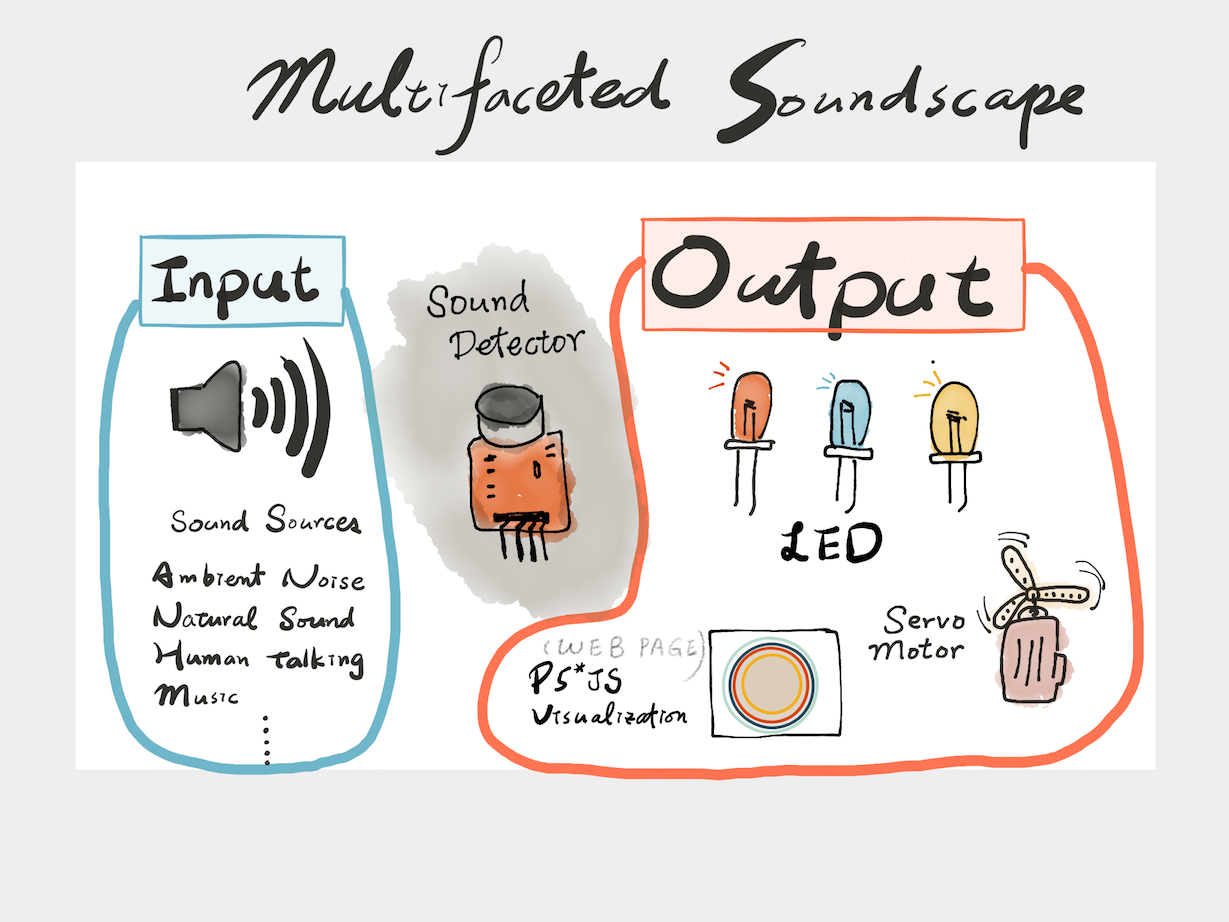 Multifaceted Soundscape
Input
Sound Sources
Ambient Noise
Natural Sound
Human Talking
Music
Sound
Detector
Output
LED
Servo
Motor
(WEB PAGE)
P5*JS
Visualization